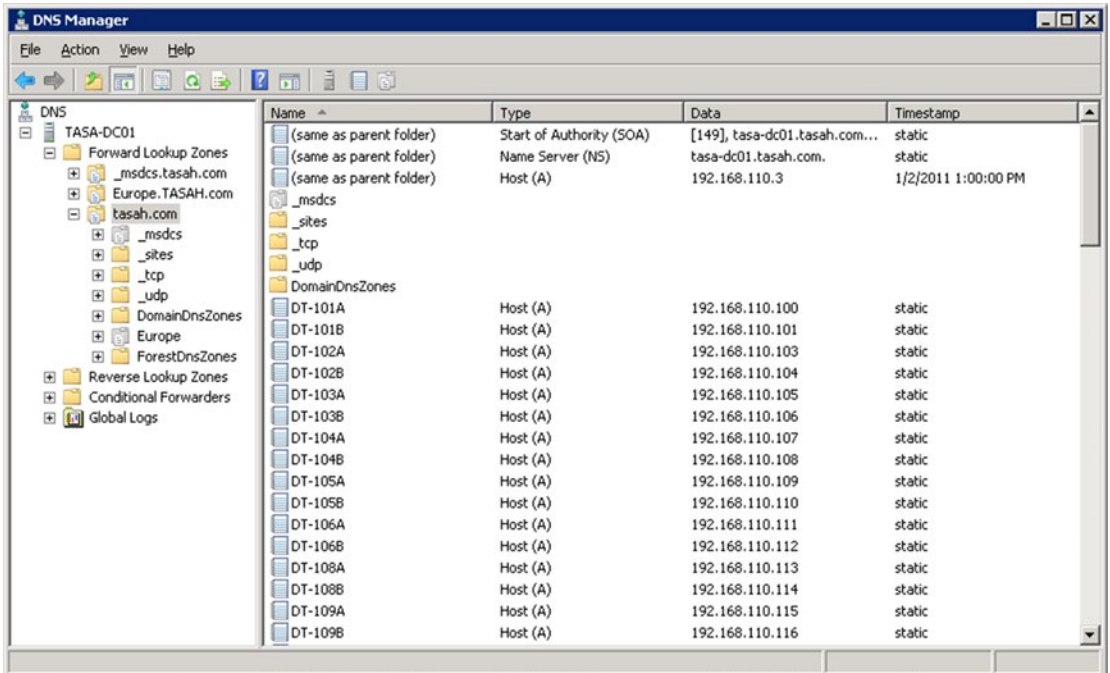 DNS Manager
File Action View Help
DNS
TASA-DC01
Forward Lookup Zones
_msdcs.tasah.com
Europe.TASAH.com
tasah.com
_msdcs
_sites
_tcp
_udp
DomainDnsZones
Europe
ForestDnsZones
Reverse Lookup Zones
Conditional Forwarders
Global Logs
Name Type Data Timestamp
(same as parent folder) Start of Authority (SOA) [149], tasa-dc01.tasah.com... static
(same as parent folder) Name Server (NS) tasa-dc01.tasah.com. static
(same as parent folder) Host (A) 192.168.110.3 1/2/2011 1:00:00 PM
_msdcs
_sites
_tcp
_udp
DomainDnsZones
DT-101A Host (A) 192.168.110.100 static
DT-101B Host (A) 192.168.110.101 static
DT-102A Host (A) 192.168.110.103 static
DT-102B Host (A) 192.168.110.104 static
DT-103A Host (A) 192.168.110.105 static
DT-103B Host (A) 192.168.110.106 static
DT-104A Host (A) 192.168.110.107 static
DT-104B Host (A) 192.168.110.108 static
DT-105A Host (A) 192.168.110.109 static
DT-105B Host (A) 192.168.110.110 static
DT-106A Host (A) 192.168.110.111 static
DT-106B Host (A) 192.168.110.112 static
DT-108A Host (A) 192.168.110.113 static
DT-108B Host (A) 192.168.110.114 static
DT-109A Host (A) 192.168.110.115 static
DT-109B Host (A) 192.168.110.116 static